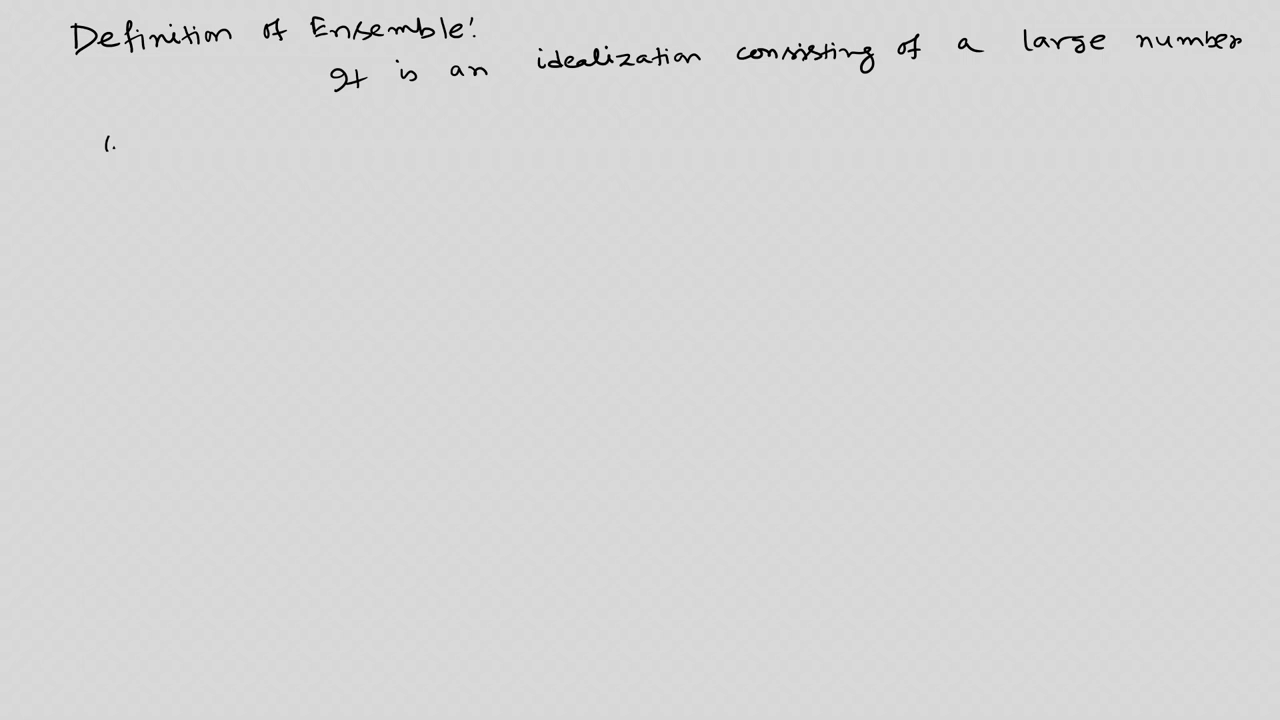 Definition of Ensemble:
It is an idealization consisting of a large number
1.